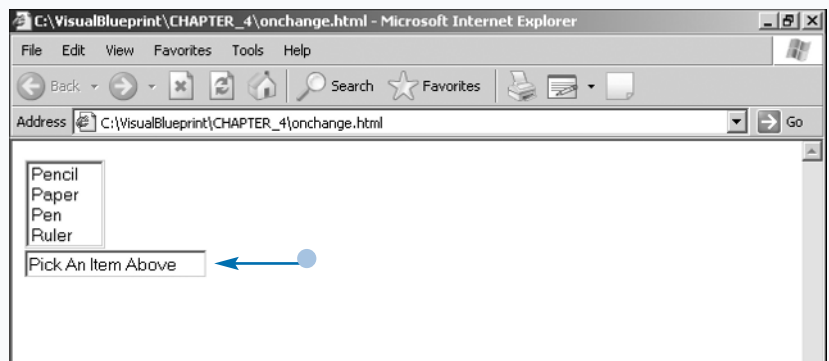 C:\VisualBlueprint\CHAPTER_4\onchange.html - Microsoft Internet Explorer
File Edit View Favorites Tools Help
Back Search Favorites
Address C:\VisualBlueprint\CHAPTER_4\onchange.html Go
Pencil
Paper
Pen
Ruler
Pick An Item Above